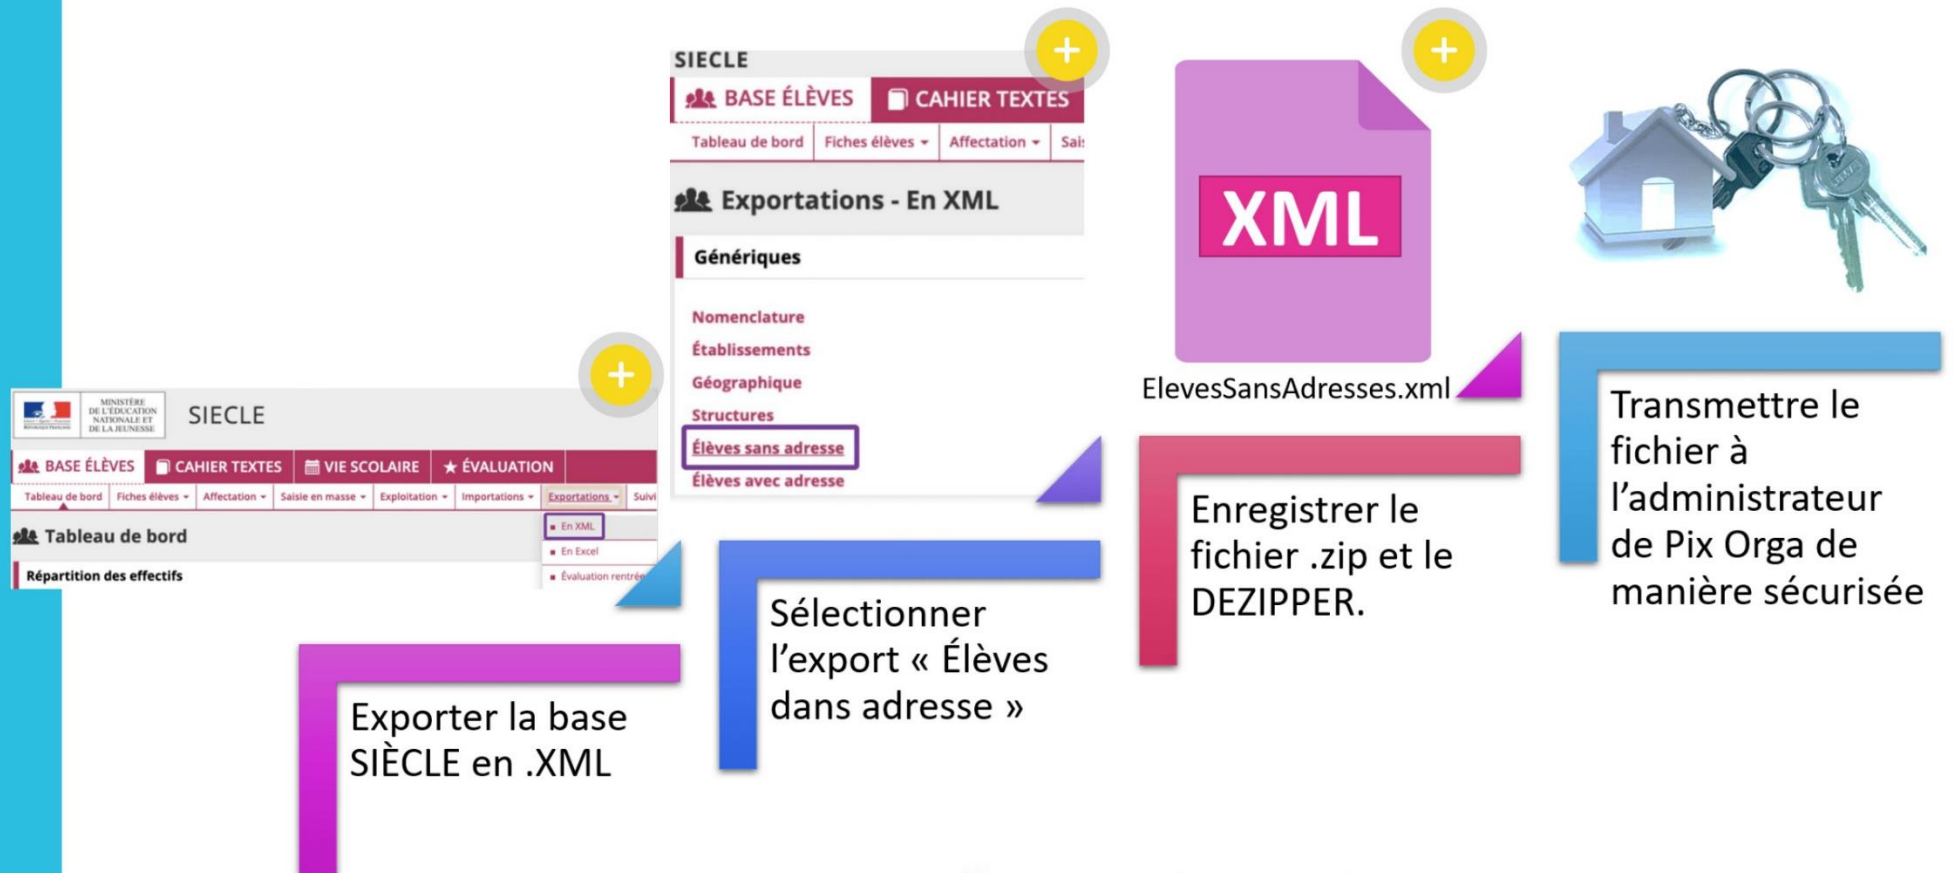 MINISTÈRE
DE L'ÉDUCATION
NATIONALE ET
DE LA JEUNESSE
SIECLE
BASE ÉLÈVES CAHIER TEXTES VIE SCOLAIRE ÉVALUATION
Tableau de bord Fiches élèves Affectation Saisie en masse Exploitation Importations Exportations Suivi
Tableau de bord
En XML
En Excel
Répartition des effectifs
Évaluation rentrée
Exporter la base
SIÈCLE en .XML
SIECLE
BASE ÉLÈVES CAHIER TEXTES
Tableau de bord Fiches élèves Affectation Sais
Exportations - En XML
Génériques
Nomenclature
Établissements
Géographique
Structures
Élèves sans adresse
Élèves avec adresse
Sélectionner
l'export « Élèves
dans adresse »
XML
ElevesSansAdresses.xml
Enregistrer le
fichier .zip et le
DEZIPPER.
Transmettre le
fichier à
l'administrateur
de Pix Orga de
manière sécurisée